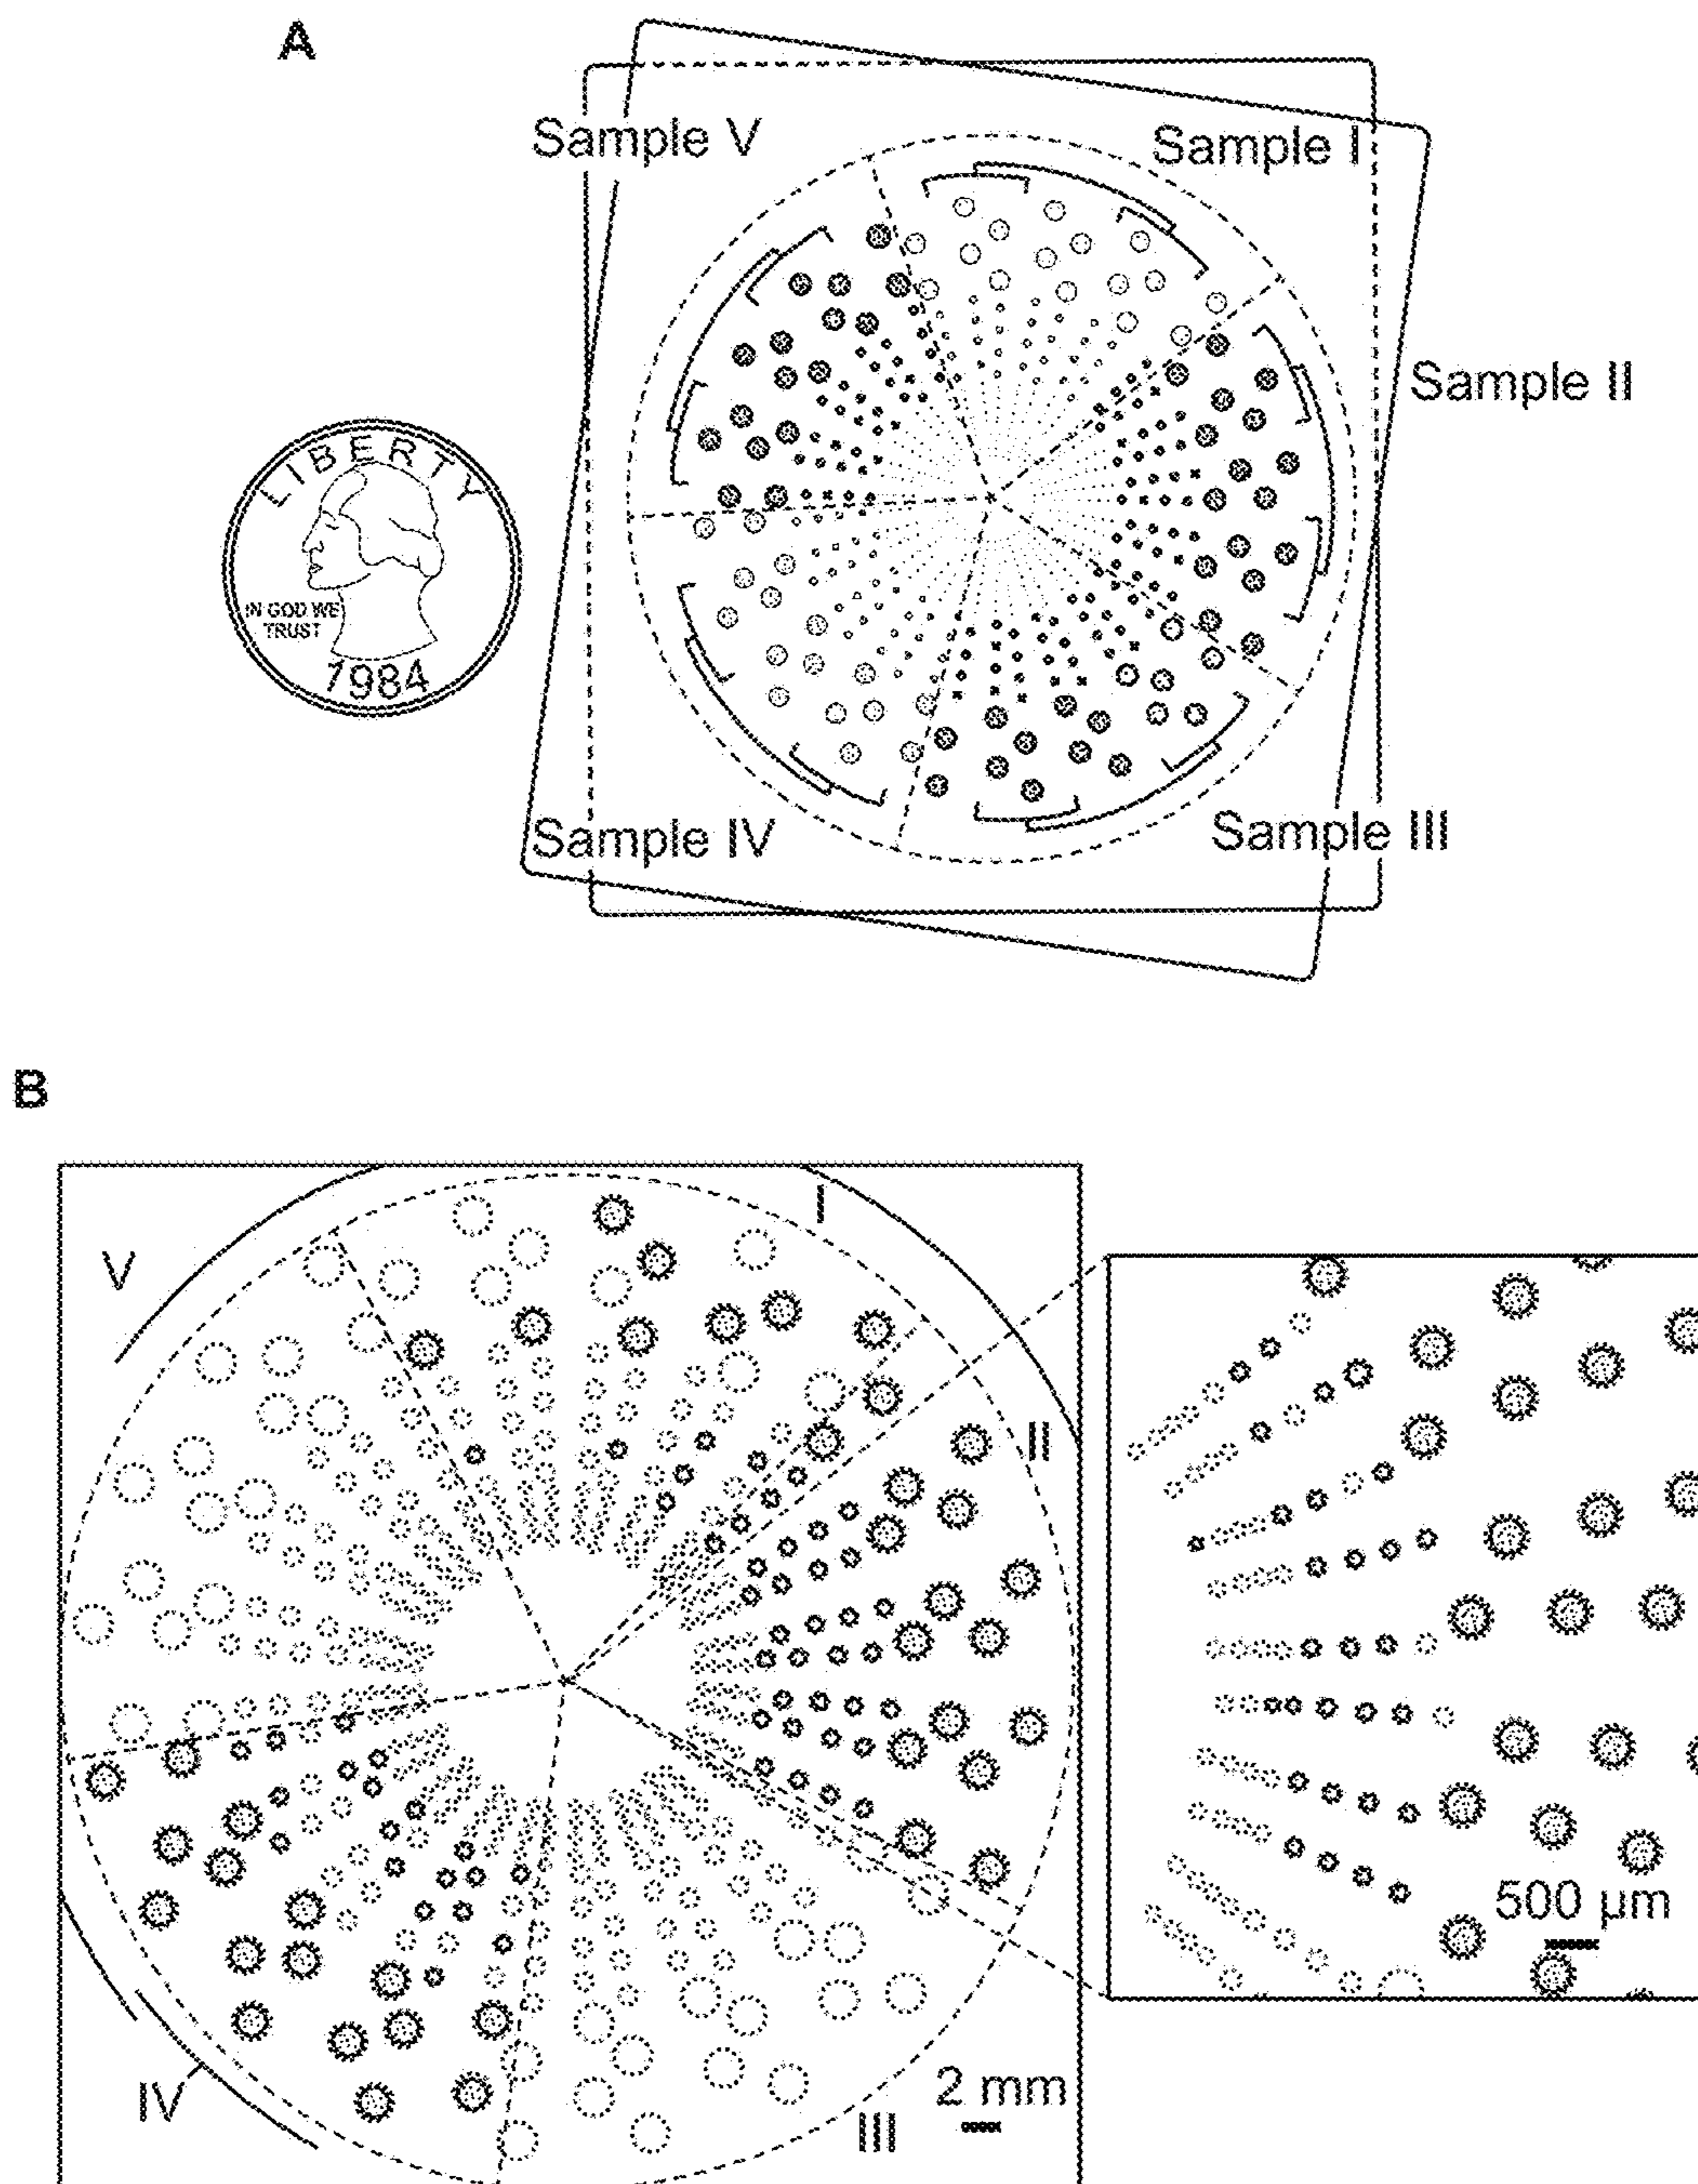 A
Sample V
Sample I
Sample II
LIBERTY
IN GOD WE
TRUST
1984
Sample IV
Sample III
B
I
V
II
500 µm
IV
2 mm
III